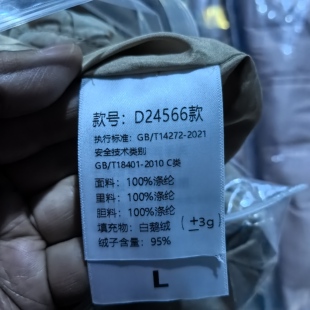 款号：D24566款
执行标准：GB/T14272-2021
安全技术类别
GB/T18401-2010 C类
面料：100%涤纶
里料：100%涤纶
胆料：100%涤纶
填充物：白鹅绒
绒子含量：95%
(±3g
L